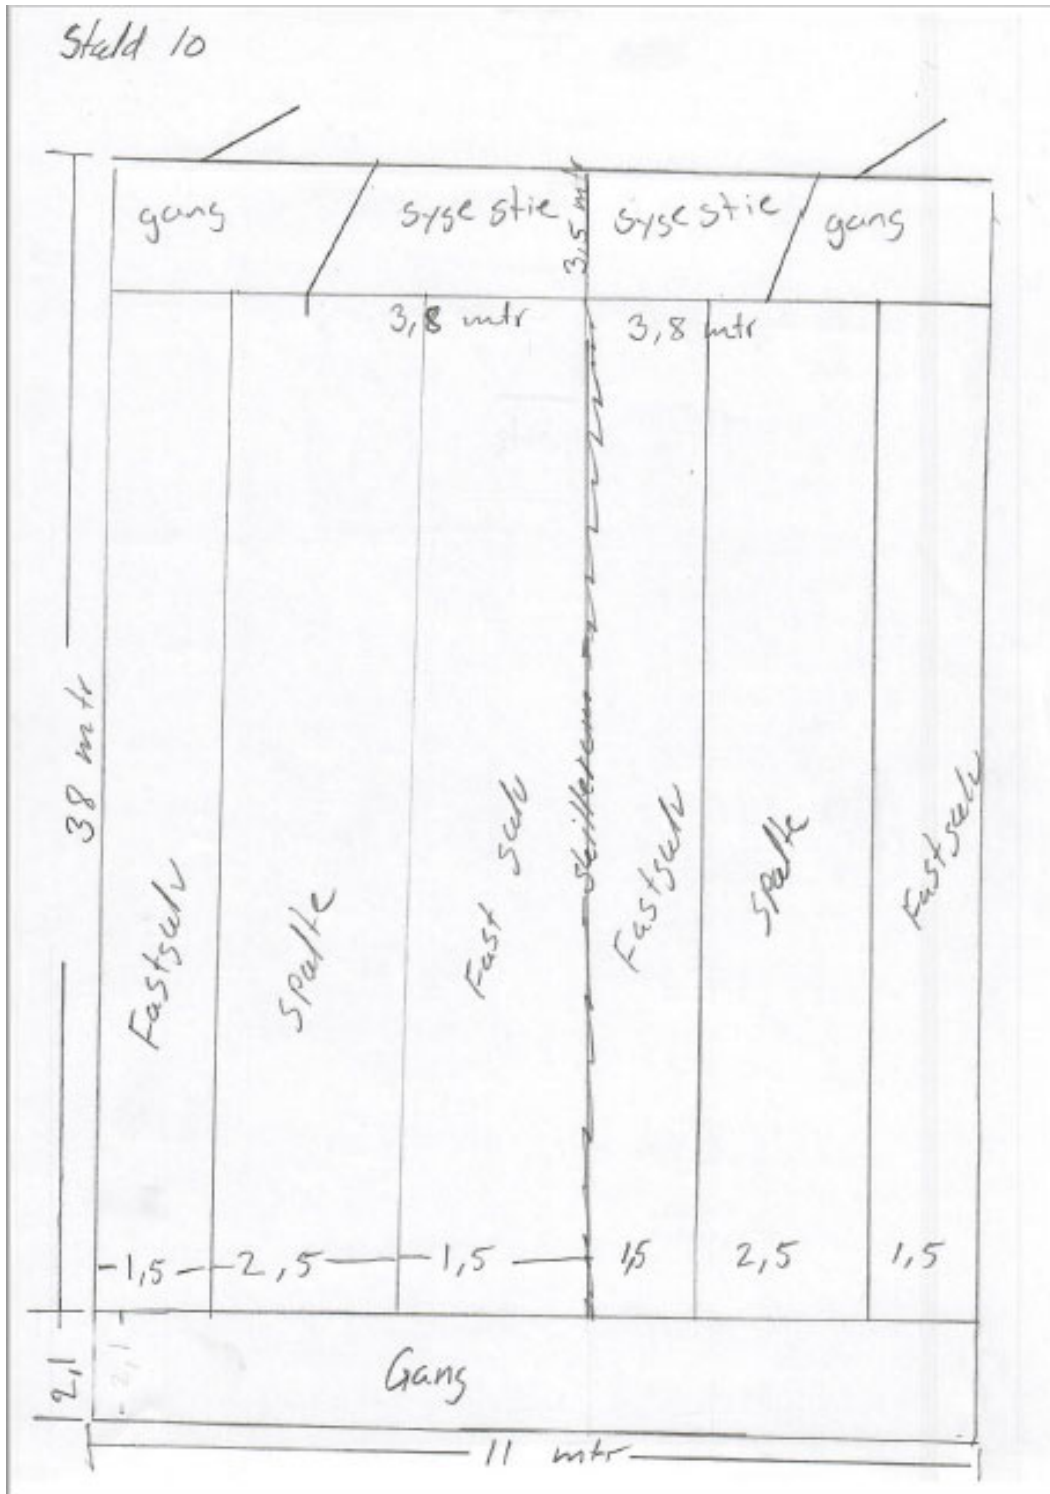 Stald 10
gang
syge stie
3,5 mtr
syge stie
gang
3,8 mtr
3,8 mtr
38 mtr
Fastgulv
Spalte
Fast gulv
Skillerum
Fastgulv
Spalte
Fastgulv
1,5
2,5
1,5
1,5
2,5
1,5
2,1
2,1
Gang
11 mtr